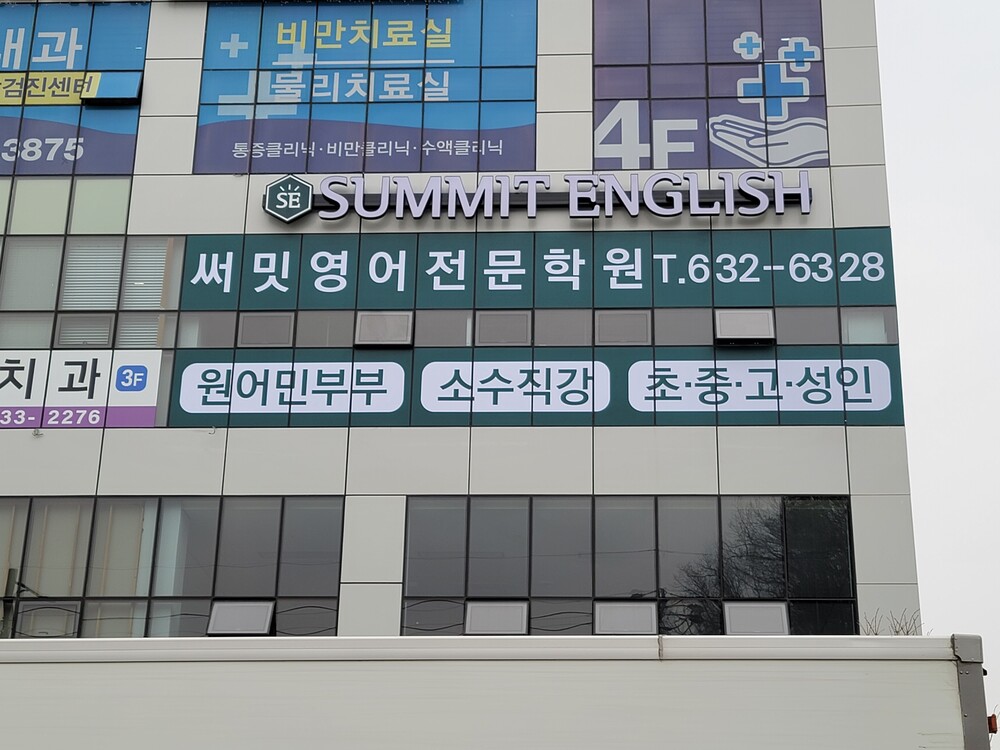 내과
검진센터
3875
비만치료실
물리치료실
통증클리닉·비만클리닉·수액클리닉
4F
SE SUMMIT ENGLISH
써밋영어전문학원 T.632-6328
치과 3F
33-2276
원어민부부 소수직강 초·중·고·성인